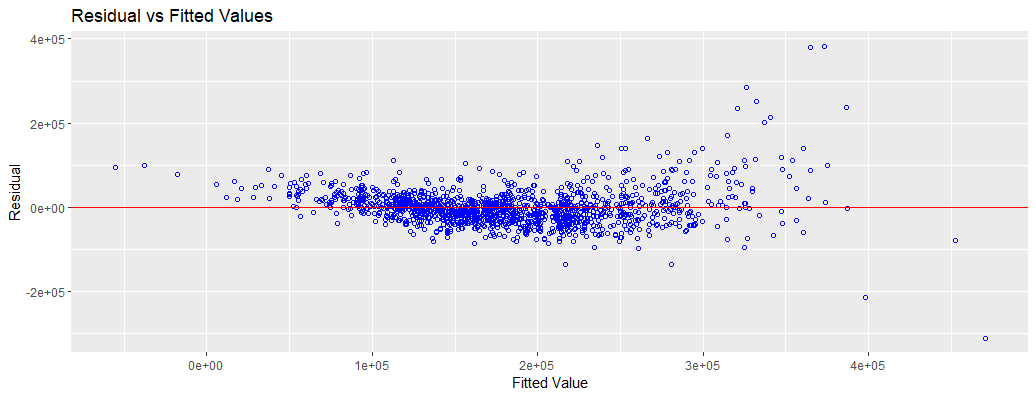 Residual vs Fitted Values
4e+05
2e+05
0e+00
-2e+05
Residual
0e+00 1e+05 2e+05 3e+05 4e+05
Fitted Value